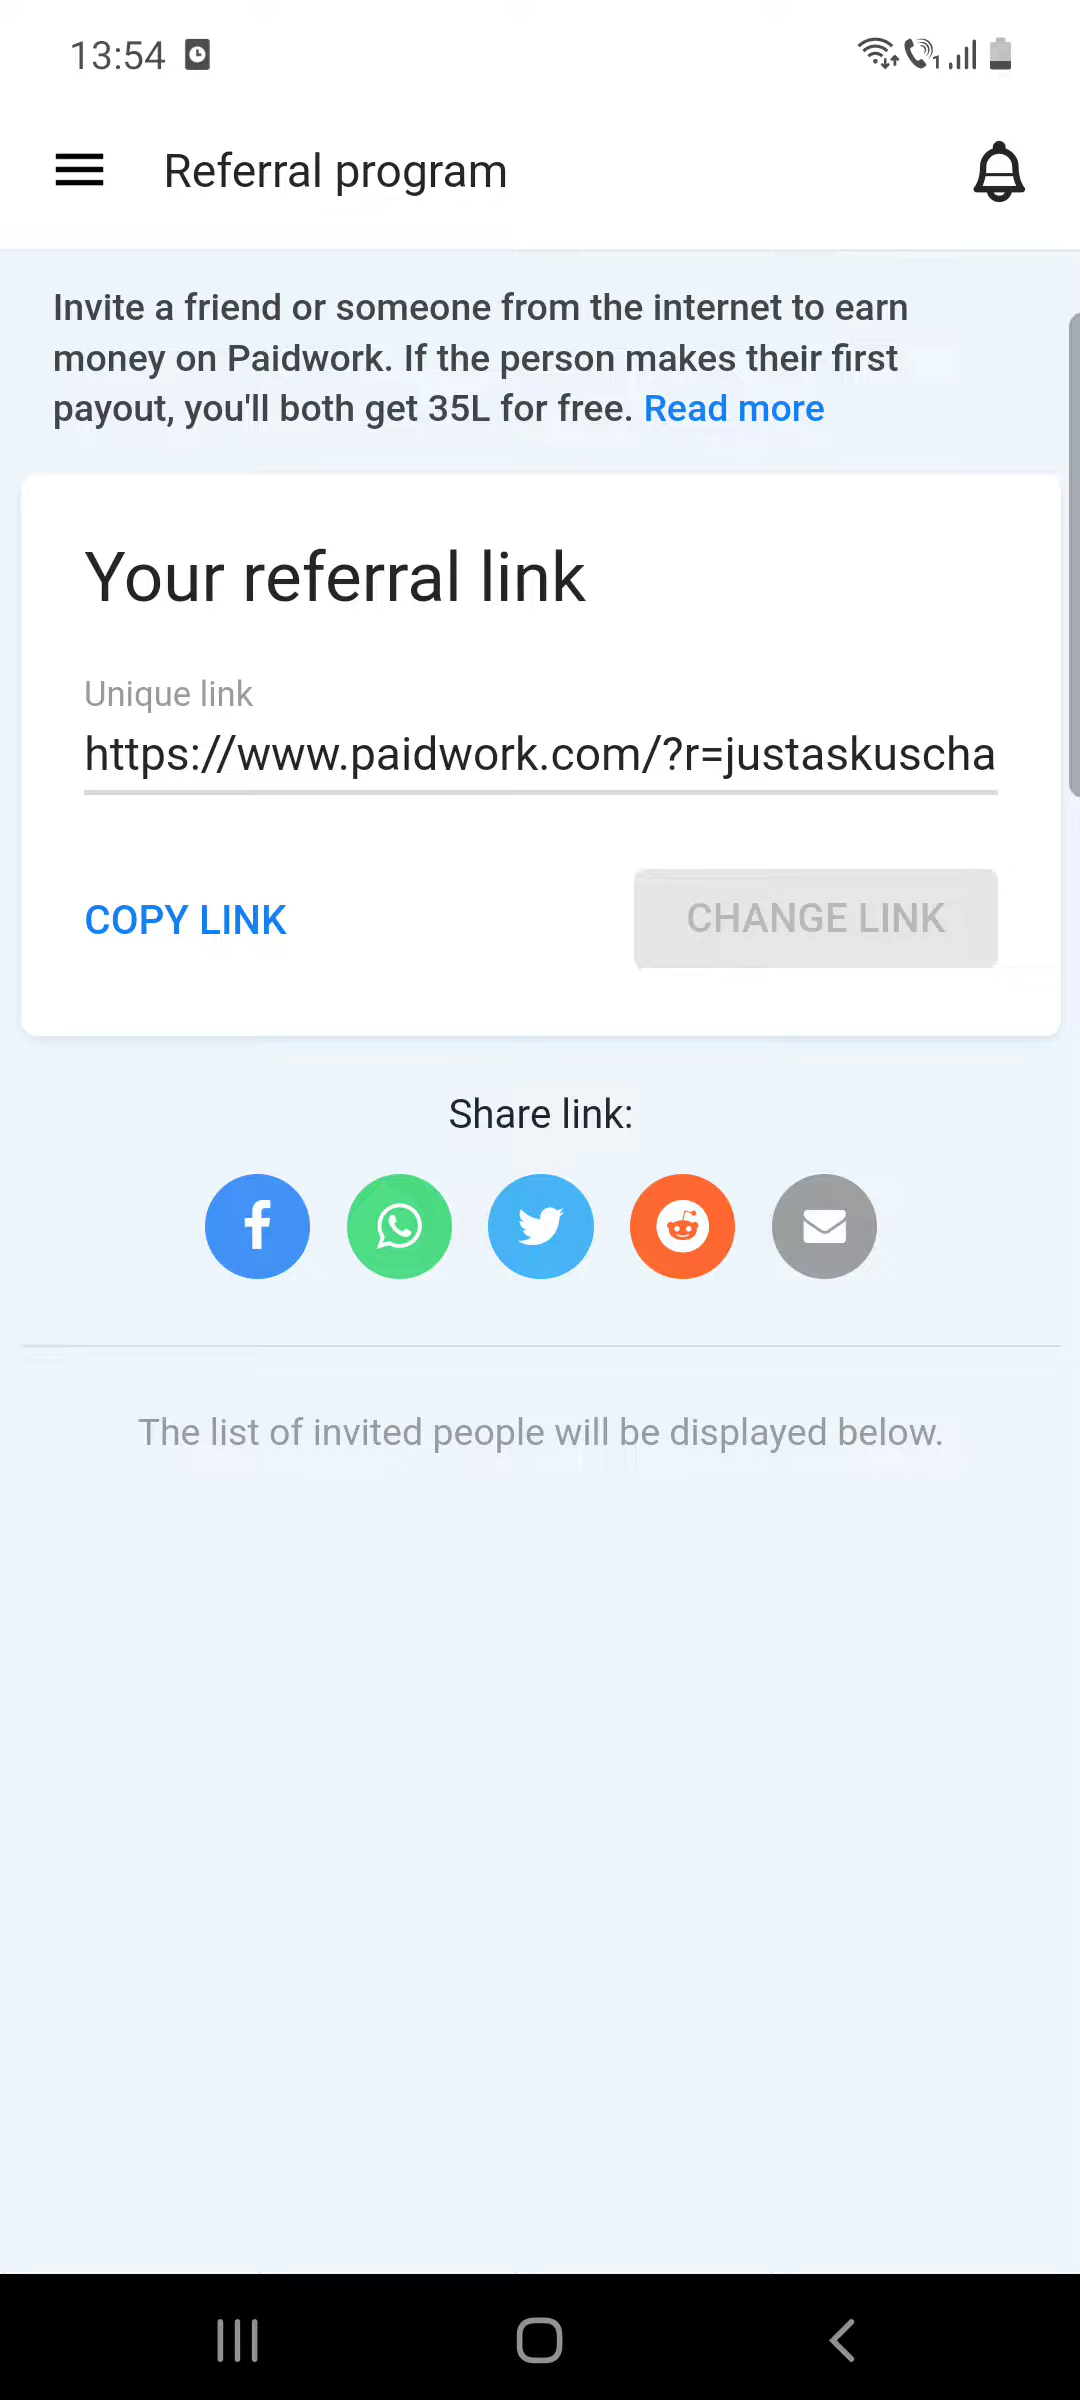 13:54
1
Referral program
Invite a friend or someone from the internet to earn
money on Paidwork. If the person makes their first
payout, you'll both get 35L for free. Read more
Your referral link
Unique link
https://www.paidwork.com/?r=justaskuscha
COPY LINK
CHANGE LINK
Share link:
The list of invited people will be displayed below.